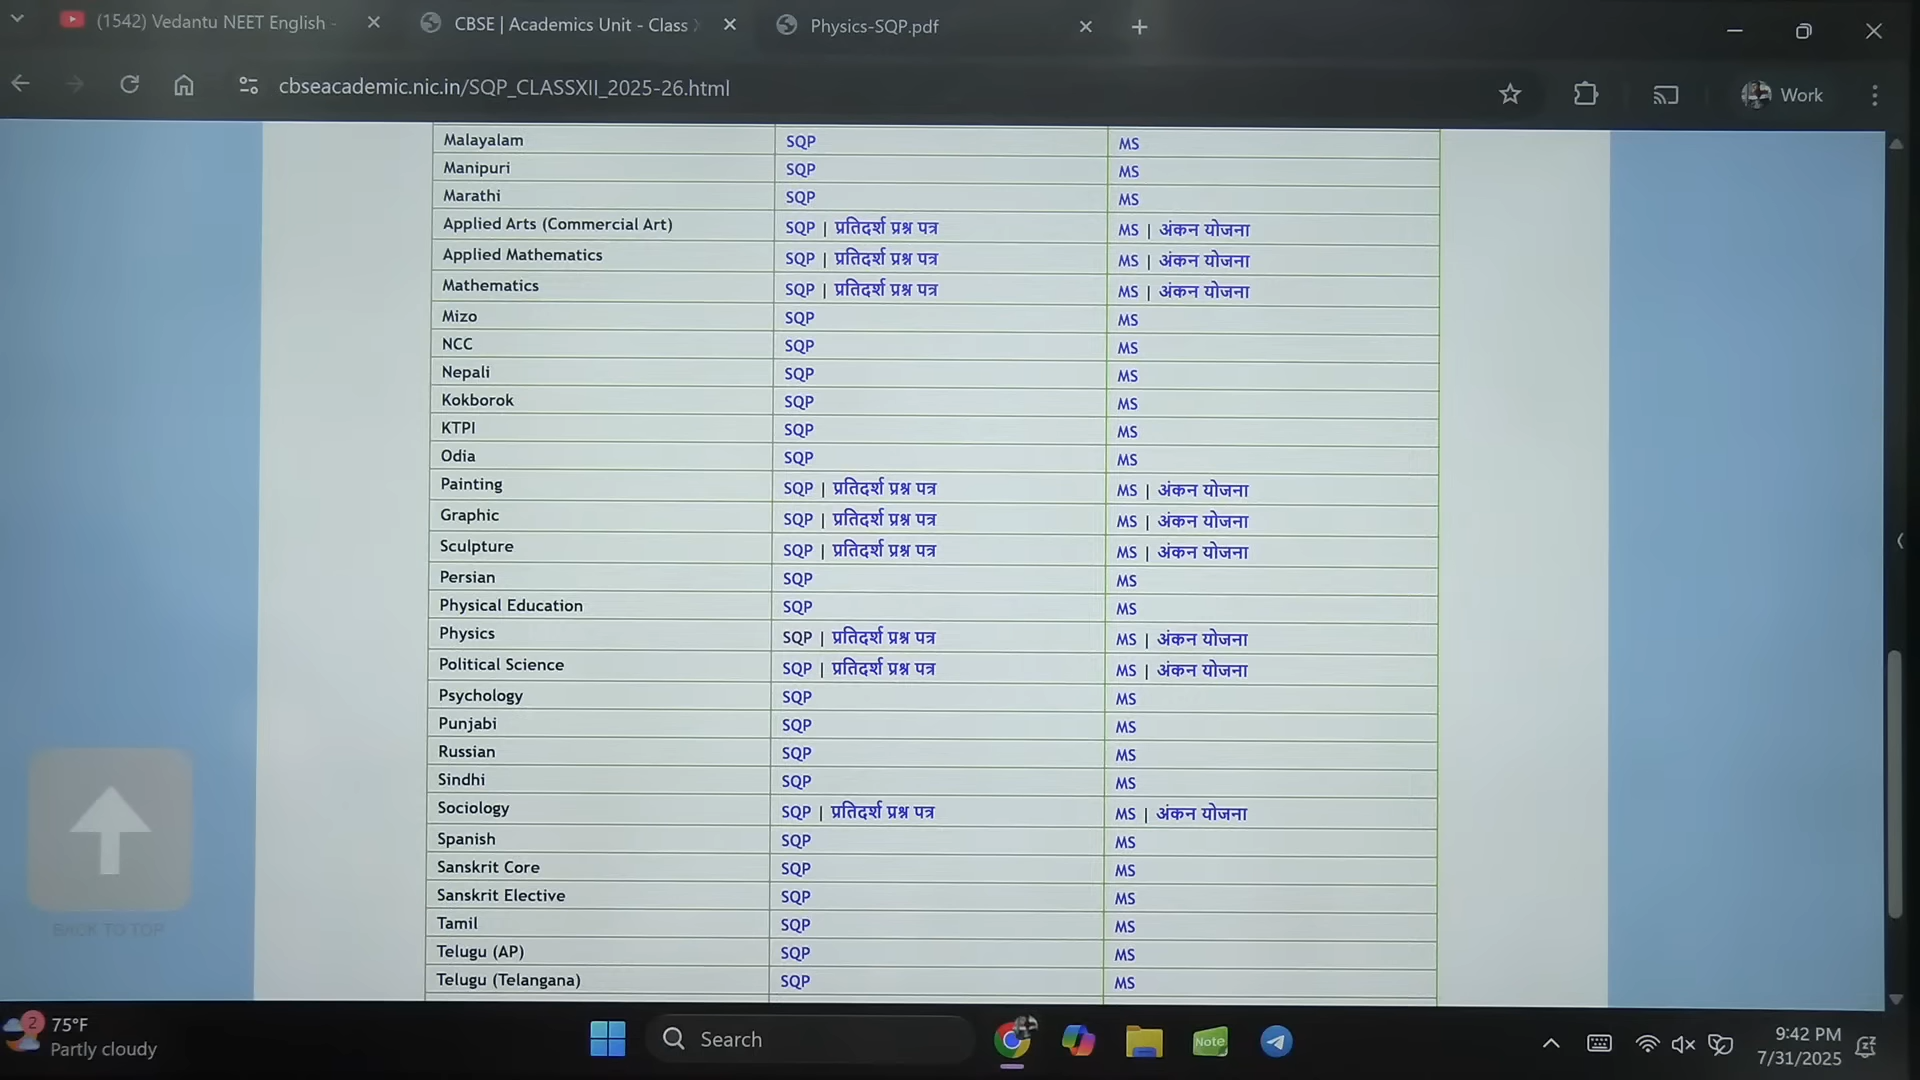 (1542) Vedantu NEET English -
CBSE | Academics Unit - Class X
Physics-SQP.pdf
cbseacademic.nic.in/SQP_CLASSXII_2025-26.html
Work
Malayalam SQP MS
Manipuri SQP MS
Marathi SQP MS
Applied Arts (Commercial Art) SQP | प्रतिदर्श प्रश्न पत्र MS | अंकन योजना
Applied Mathematics SQP | प्रतिदर्श प्रश्न पत्र MS | अंकन योजना
Mathematics SQP | प्रतिदर्श प्रश्न पत्र MS | अंकन योजना
Mizo SQP MS
NCC SQP MS
Nepali SQP MS
Kokborok SQP MS
KTPI SQP MS
Odia SQP MS
Painting SQP | प्रतिदर्श प्रश्न पत्र MS | अंकन योजना
Graphic SQP | प्रतिदर्श प्रश्न पत्र MS | अंकन योजना
Sculpture SQP | प्रतिदर्श प्रश्न पत्र MS | अंकन योजना
Persian SQP MS
Physical Education SQP MS
Physics SQP | प्रतिदर्श प्रश्न पत्र MS | अंकन योजना
Political Science SQP | प्रतिदर्श प्रश्न पत्र MS | अंकन योजना
Psychology SQP MS
Punjabi SQP MS
Russian SQP MS
Sindhi SQP MS
Sociology SQP | प्रतिदर्श प्रश्न पत्र MS | अंकन योजना
Spanish SQP MS
Sanskrit Core SQP MS
Sanskrit Elective SQP MS
Tamil SQP MS
Telugu (AP) SQP MS
Telugu (Telangana) SQP MS
BACK TO TOP
2
75°F
Partly cloudy
Search
Note
9:42 PM
7/31/2025